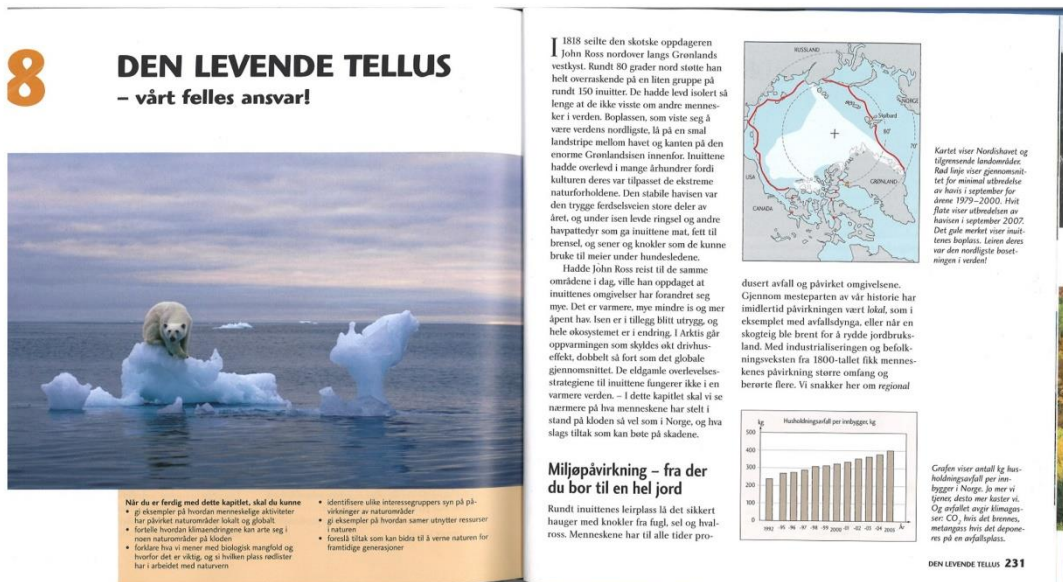 8
DEN LEVENDE TELLUS
– vårt felles ansvar!
Når du er ferdig med dette kapitlet, skal du kunne
• gi eksempler på hvordan menneskelige aktiviteter
har påvirket naturområder lokalt og globalt
• fortelle hvordan klimaendringene kan arte seg i
noen naturområder på kloden
• forklare hva vi mener med biologisk mangfold og
hvorfor det er viktig, og si hvilken plass rødlister
har i arbeidet med naturvern
• identifisere ulike interessegruppers syn på på-
virkninger av naturområder
• gi eksempler på hvordan samer utnytter ressurser
i naturen
• foreslå tiltak som kan bidra til å verne naturen for
framtidige generasjoner
I 1818 seilte den skotske oppdageren
John Ross nordover langs Grønlands
vestkyst. Rundt 80 grader nord støtte han
helt overraskende på en liten gruppe på
rundt 150 inuitter. De hadde levd isolert så
lenge at de ikke visste om andre mennes-
ker i verden. Boplassen, som viste seg å
være verdens nordligste, lå på en smal
landstripe mellom havet og kanten på den
enorme Grønlandsisen innenfor. Inuittene
hadde overlevd i mange århundrer fordi
kulturen deres var tilpasset de ekstreme
naturforholdene. Den stabile havisen var
den trygge ferdselsveien store deler av
året, og under isen levde ringsel og andre
havpattedyr som ga inuittene mat, fett til
brensel, og sener og knokler som de kunne
bruke til meier under hundesledene.
Hadde John Ross reist til de samme
områdene i dag, ville han oppdaget at
inuittenes omgivelser har forandret seg
mye. Det er varmere, mye mindre is og mer
åpent hav. Isen er i tillegg blitt utrygg, og
hele økosystemet er i endring. I Arktis går
oppvarmingen som skyldes økt drivhus-
effekt, dobbelt så fort som det globale
gjennomsnittet. De eldgamle overlevelses-
strategiene til inuittene fungerer ikke i en
varmere verden. – I dette kapitlet skal vi se
nærmere på hva menneskene har stelt i
stand på kloden så vel som i Norge, og hva
slags tiltak som kan bøte på skadene.
Miljøpåvirkning – fra der
du bor til en hel jord
Rundt inuittenes leirplass lå det sikkert
hauger med knokler fra fugl, sel og hval-
ross. Menneskene har til alle tider pro-
RUSSLAND
NORGE
Svalbard
80°
70°
USA
GRØNLAND
CANADA
Kartet viser Nordishavet og
tilgrensende landområder.
Rød linje viser gjennomsnit-
tet for minimal utbredelse
av havis i september for
årene 1979–2000. Hvit
flate viser utbredelsen av
havisen i september 2007.
Det gule merket viser inuit-
tenes boplass. Leiren deres
var den nordligste boset-
ningen i verden!
dusert avfall og påvirket omgivelsene.
Gjennom mesteparten av vår historie har
imidlertid påvirkningen vært lokal, som i
eksemplet med avfallsdynga, eller når en
skogteig ble brent for å rydde jordbruks-
land. Med industrialiseringen og befolk-
ningsveksten fra 1800-tallet fikk mennes-
kenes påvirkning større omfang og
berørte flere. Vi snakker her om regional
kg Husholdningsavfall per innbygger, kg
500
400
300
200
100
0
1992 -95 -96 -97 -98 -99 2000 -01 -02 -03 -04 2005 År
Grafen viser antall kg hus-
holdningsavfall per inn-
bygger i Norge. Jo mer vi
tjener, desto mer kaster vi.
Og avfallet avgir klimagas-
ser: CO₂ hvis det brennes,
metangass hvis det depone-
res på en avfallsplass.
DEN LEVENDE TELLUS 231